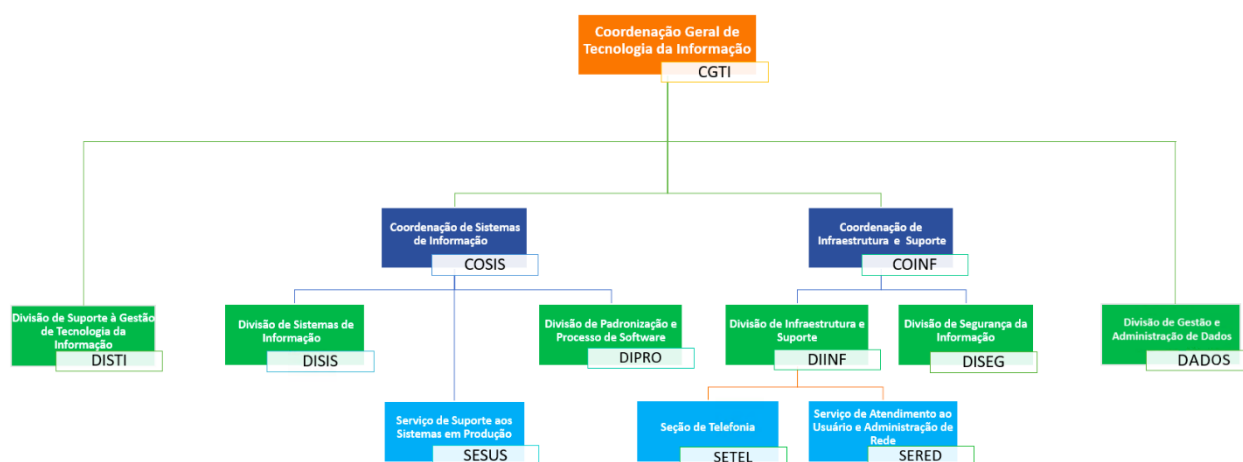 Coordenação Geral de
Tecnologia da Informação
CGTI
Coordenação de Sistemas
de Informação
COSIS
Coordenação de
Infraestrutura e Suporte
COINF
Divisão de Suporte à Gestão
de Tecnologia da
Informação
DISTI
Divisão de Sistemas de
Informação
DISIS
Divisão de Padronização e
Processo de Software
DIPRO
Divisão de Infraestrutura e
Suporte
DIINF
Divisão de Segurança da
Informação
DISEG
Divisão de Gestão e
Administração de Dados
DADOS
Serviço de Suporte aos
Sistemas em Produção
SESUS
Seção de Telefonia
SETEL
Serviço de Atendimento ao
Usuário e Administração de
Rede
SERED